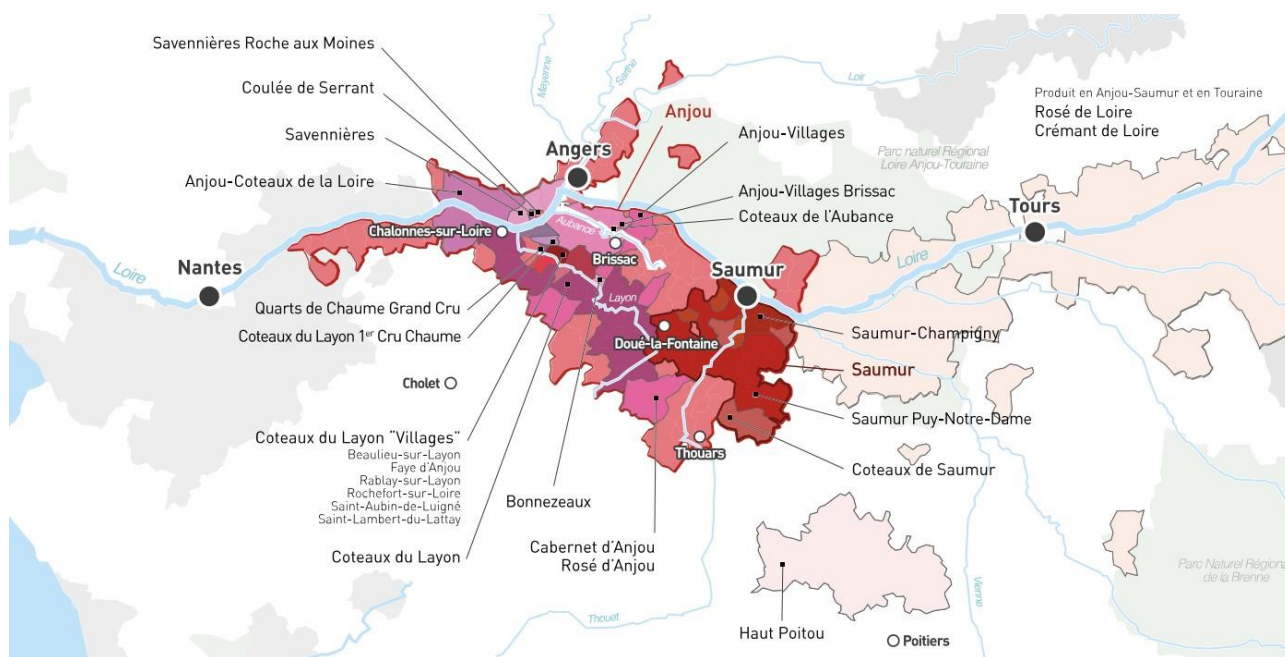 Savennières Roche aux Moines
Coulée de Serrant
Savennières
Anjou-Coteaux de la Loire
Mayenne
Sarthe
Loir
Angers
Anjou
Anjou-Villages
Anjou-Villages Brissac
Coteaux de l'Aubance
Produit en Anjou-Saumur et en Touraine
Rosé de Loire
Crémant de Loire
Parc naturel Régional
Loire Anjou-Touraine
Tours
Loire
Nantes
Loire
Chalonnes-sur-Loire
Aubance
Brissac
Saumur
Layon
Doué-la-Fontaine
Thouars
Quarts de Chaume Grand Cru
Coteaux du Layon 1er Cru Chaume
Cholet
Coteaux du Layon "Villages"
Beaulieu-sur-Layon
Faye d'Anjou
Rablay-sur-Layon
Rochefort-sur-Loire
Saint-Aubin-de-Luigné
Saint-Lambert-du-Lattay
Coteaux du Layon
Bonnezeaux
Cabernet d'Anjou
Rosé d'Anjou
Saumur-Champigny
Saumur
Saumur Puy-Notre-Dame
Coteaux de Saumur
Thouet
Vienne
Haut Poitou
Poitiers
Parc Naturel Régional
de la Brenne